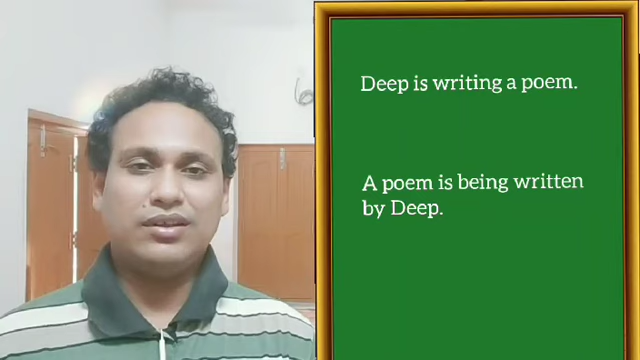 Deep is writing a poem.
A poem is being written
by Deep.